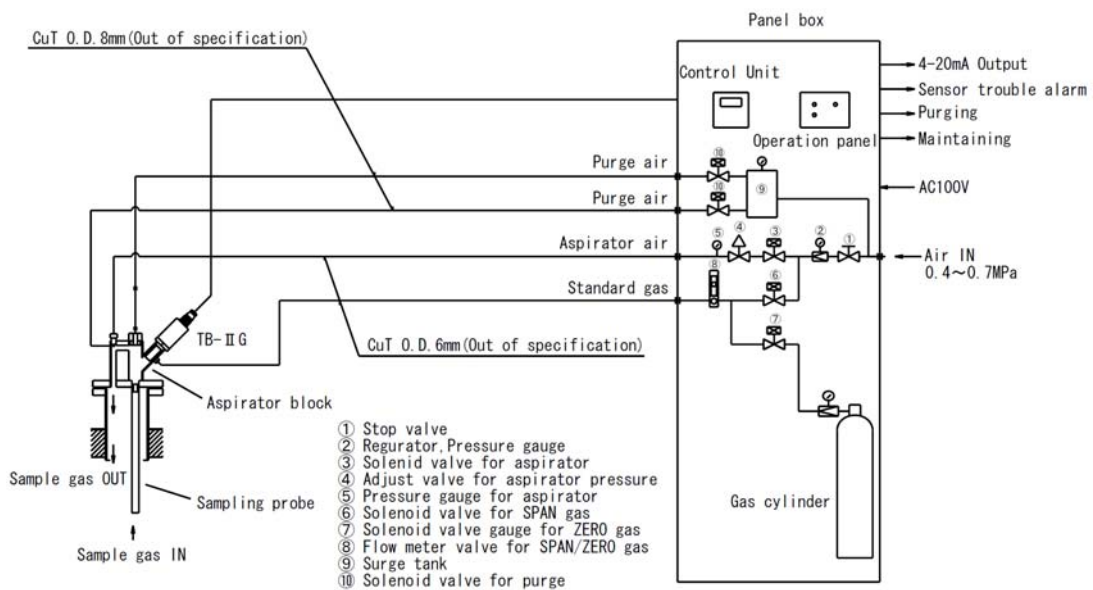 Panel box
CuT O.D.8mm(Out of specification)
Control Unit
4-20mA Output
Sensor trouble alarm
Purging
Operation panel
Maintaining
Purge air
⑩
⑨
AC100V
Purge air
⑩
Aspirator air
⑤
④
③
②
①
Air IN
0.4～0.7MPa
⑧
Standard gas
⑥
⑦
TB-ⅡG
CuT O.D.6mm(Out of specification)
Aspirator block
Sample gas OUT
Sampling probe
Sample gas IN
Gas cylinder
① Stop valve
② Regurator,Pressure gauge
③ Solenid valve for aspirator
④ Adjust valve for aspirator pressure
⑤ Pressure gauge for aspirator
⑥ Solenoid valve for SPAN gas
⑦ Solenoid valve gauge for ZERO gas
⑧ Flow meter valve for SPAN/ZERO gas
⑨ Surge tank
⑩ Solenoid valve for purge